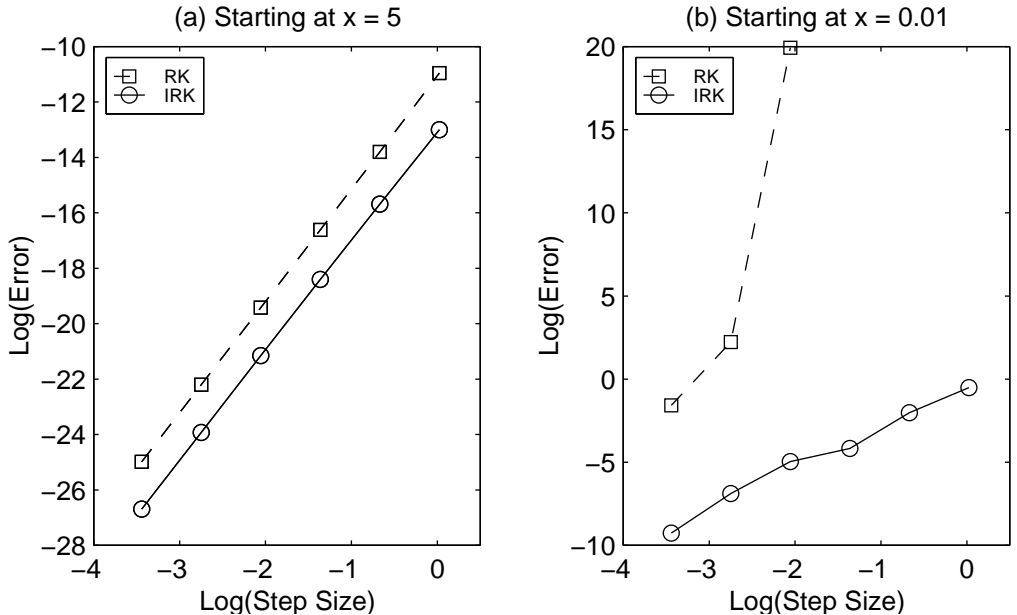 (a) Starting at x = 5
−10
−12
−14
−16
−18
−20
−22
−24
−26
−28
−4
−3
−2
−1
0
Log(Error)
Log(Step Size)
RK
IRK
(b) Starting at x = 0.01
20
15
10
5
0
−5
−10
−4
−3
−2
−1
0
Log(Error)
Log(Step Size)
RK
IRK